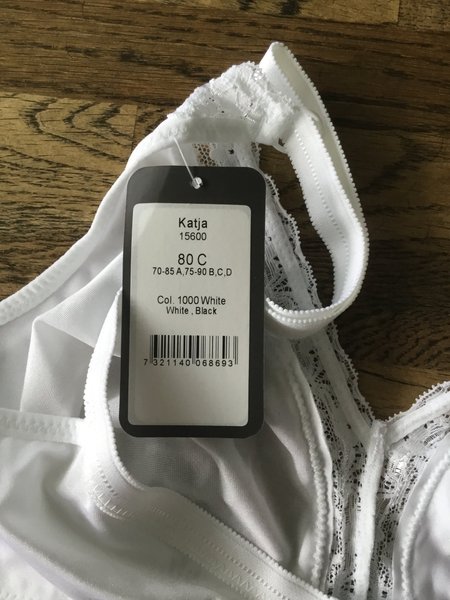 Katja
15600
80 C
70-85 A,75-90 B,C,D
Col. 1000 White
White , Black
7 321140 068693